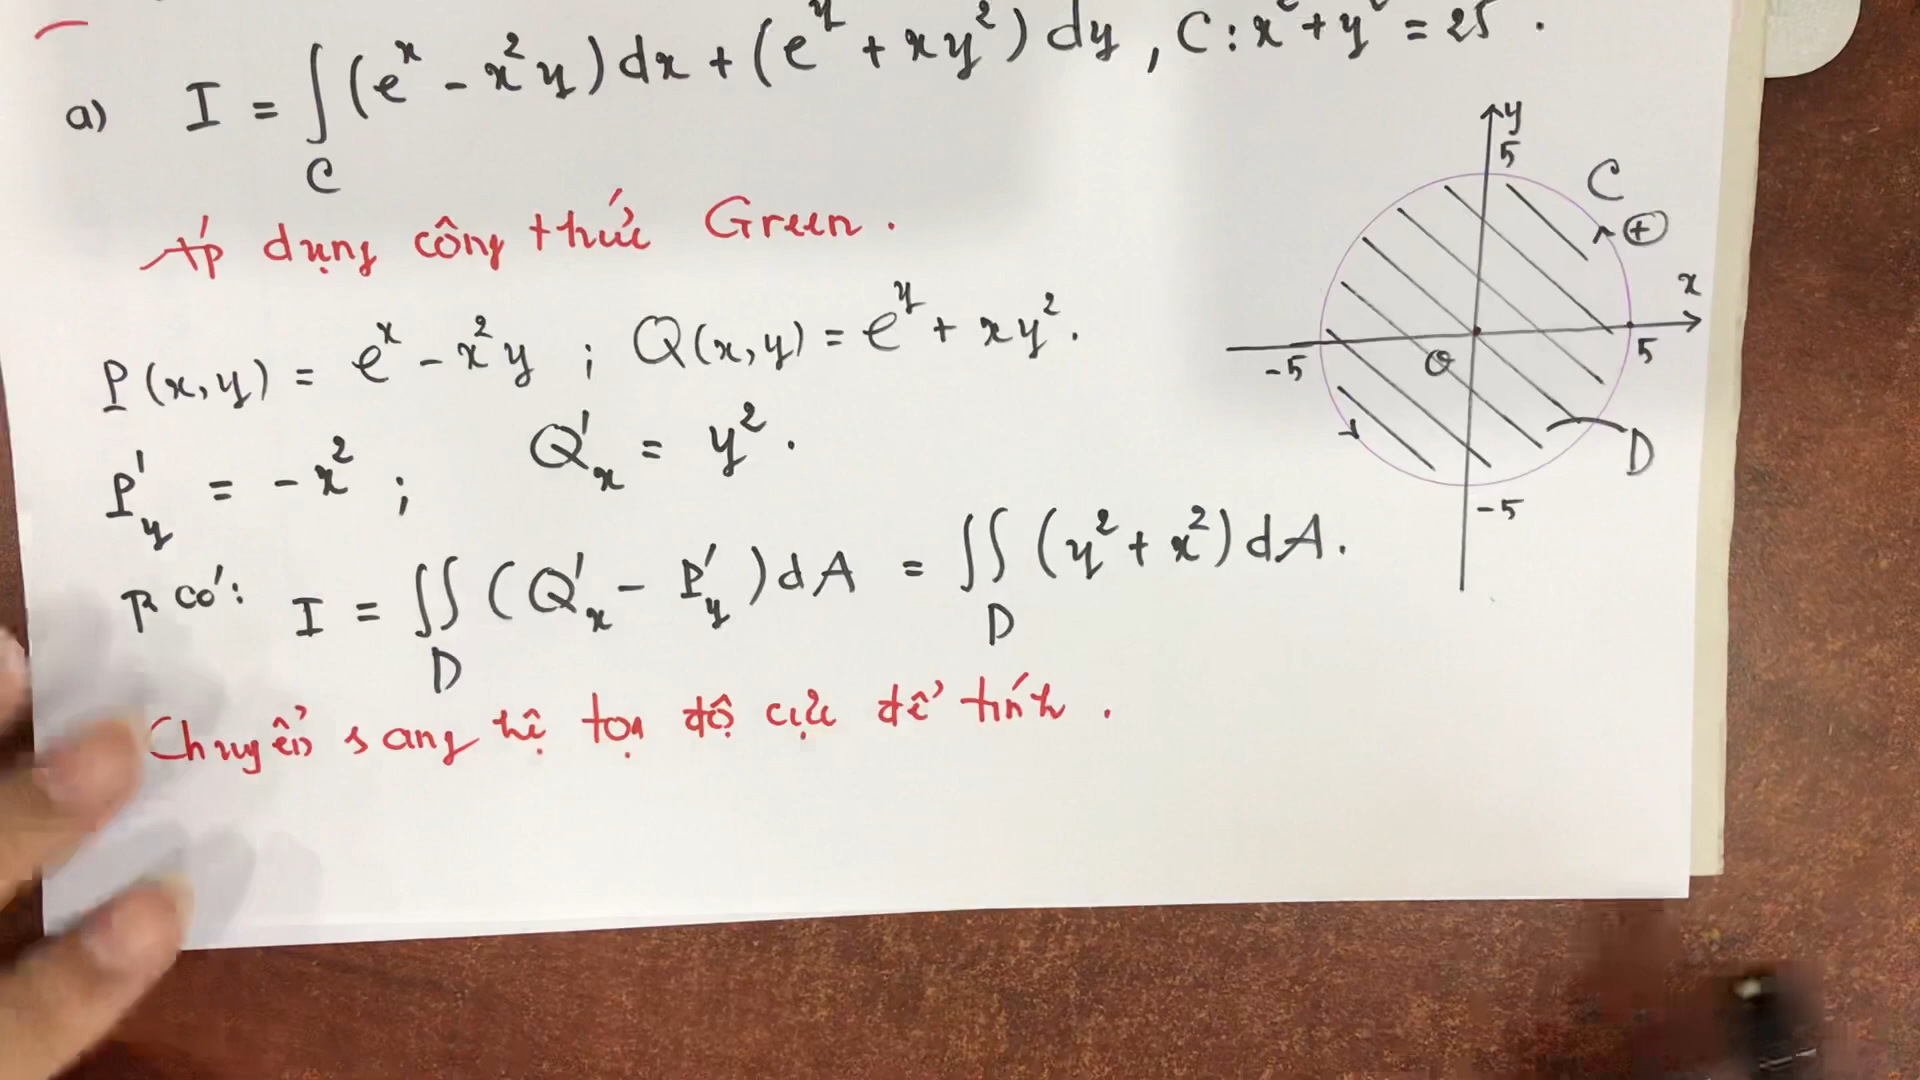 a) I = ∫_C (e^x - x²y) dx + (e^y + xy²) dy , C: x² + y² = 25 .
Áp dụng công thức Green .
P(x,y) = e^x - x²y ; Q(x,y) = e^y + xy² .
P'_y = - x² ; Q'_x = y² .
Ta có: I = ∬_D (Q'_x - P'_y) dA = ∬_D (y² + x²) dA .
Chuyển sang hệ tọa độ cực để tính .
y
5
C
+
x
-5
O
5
D
-5